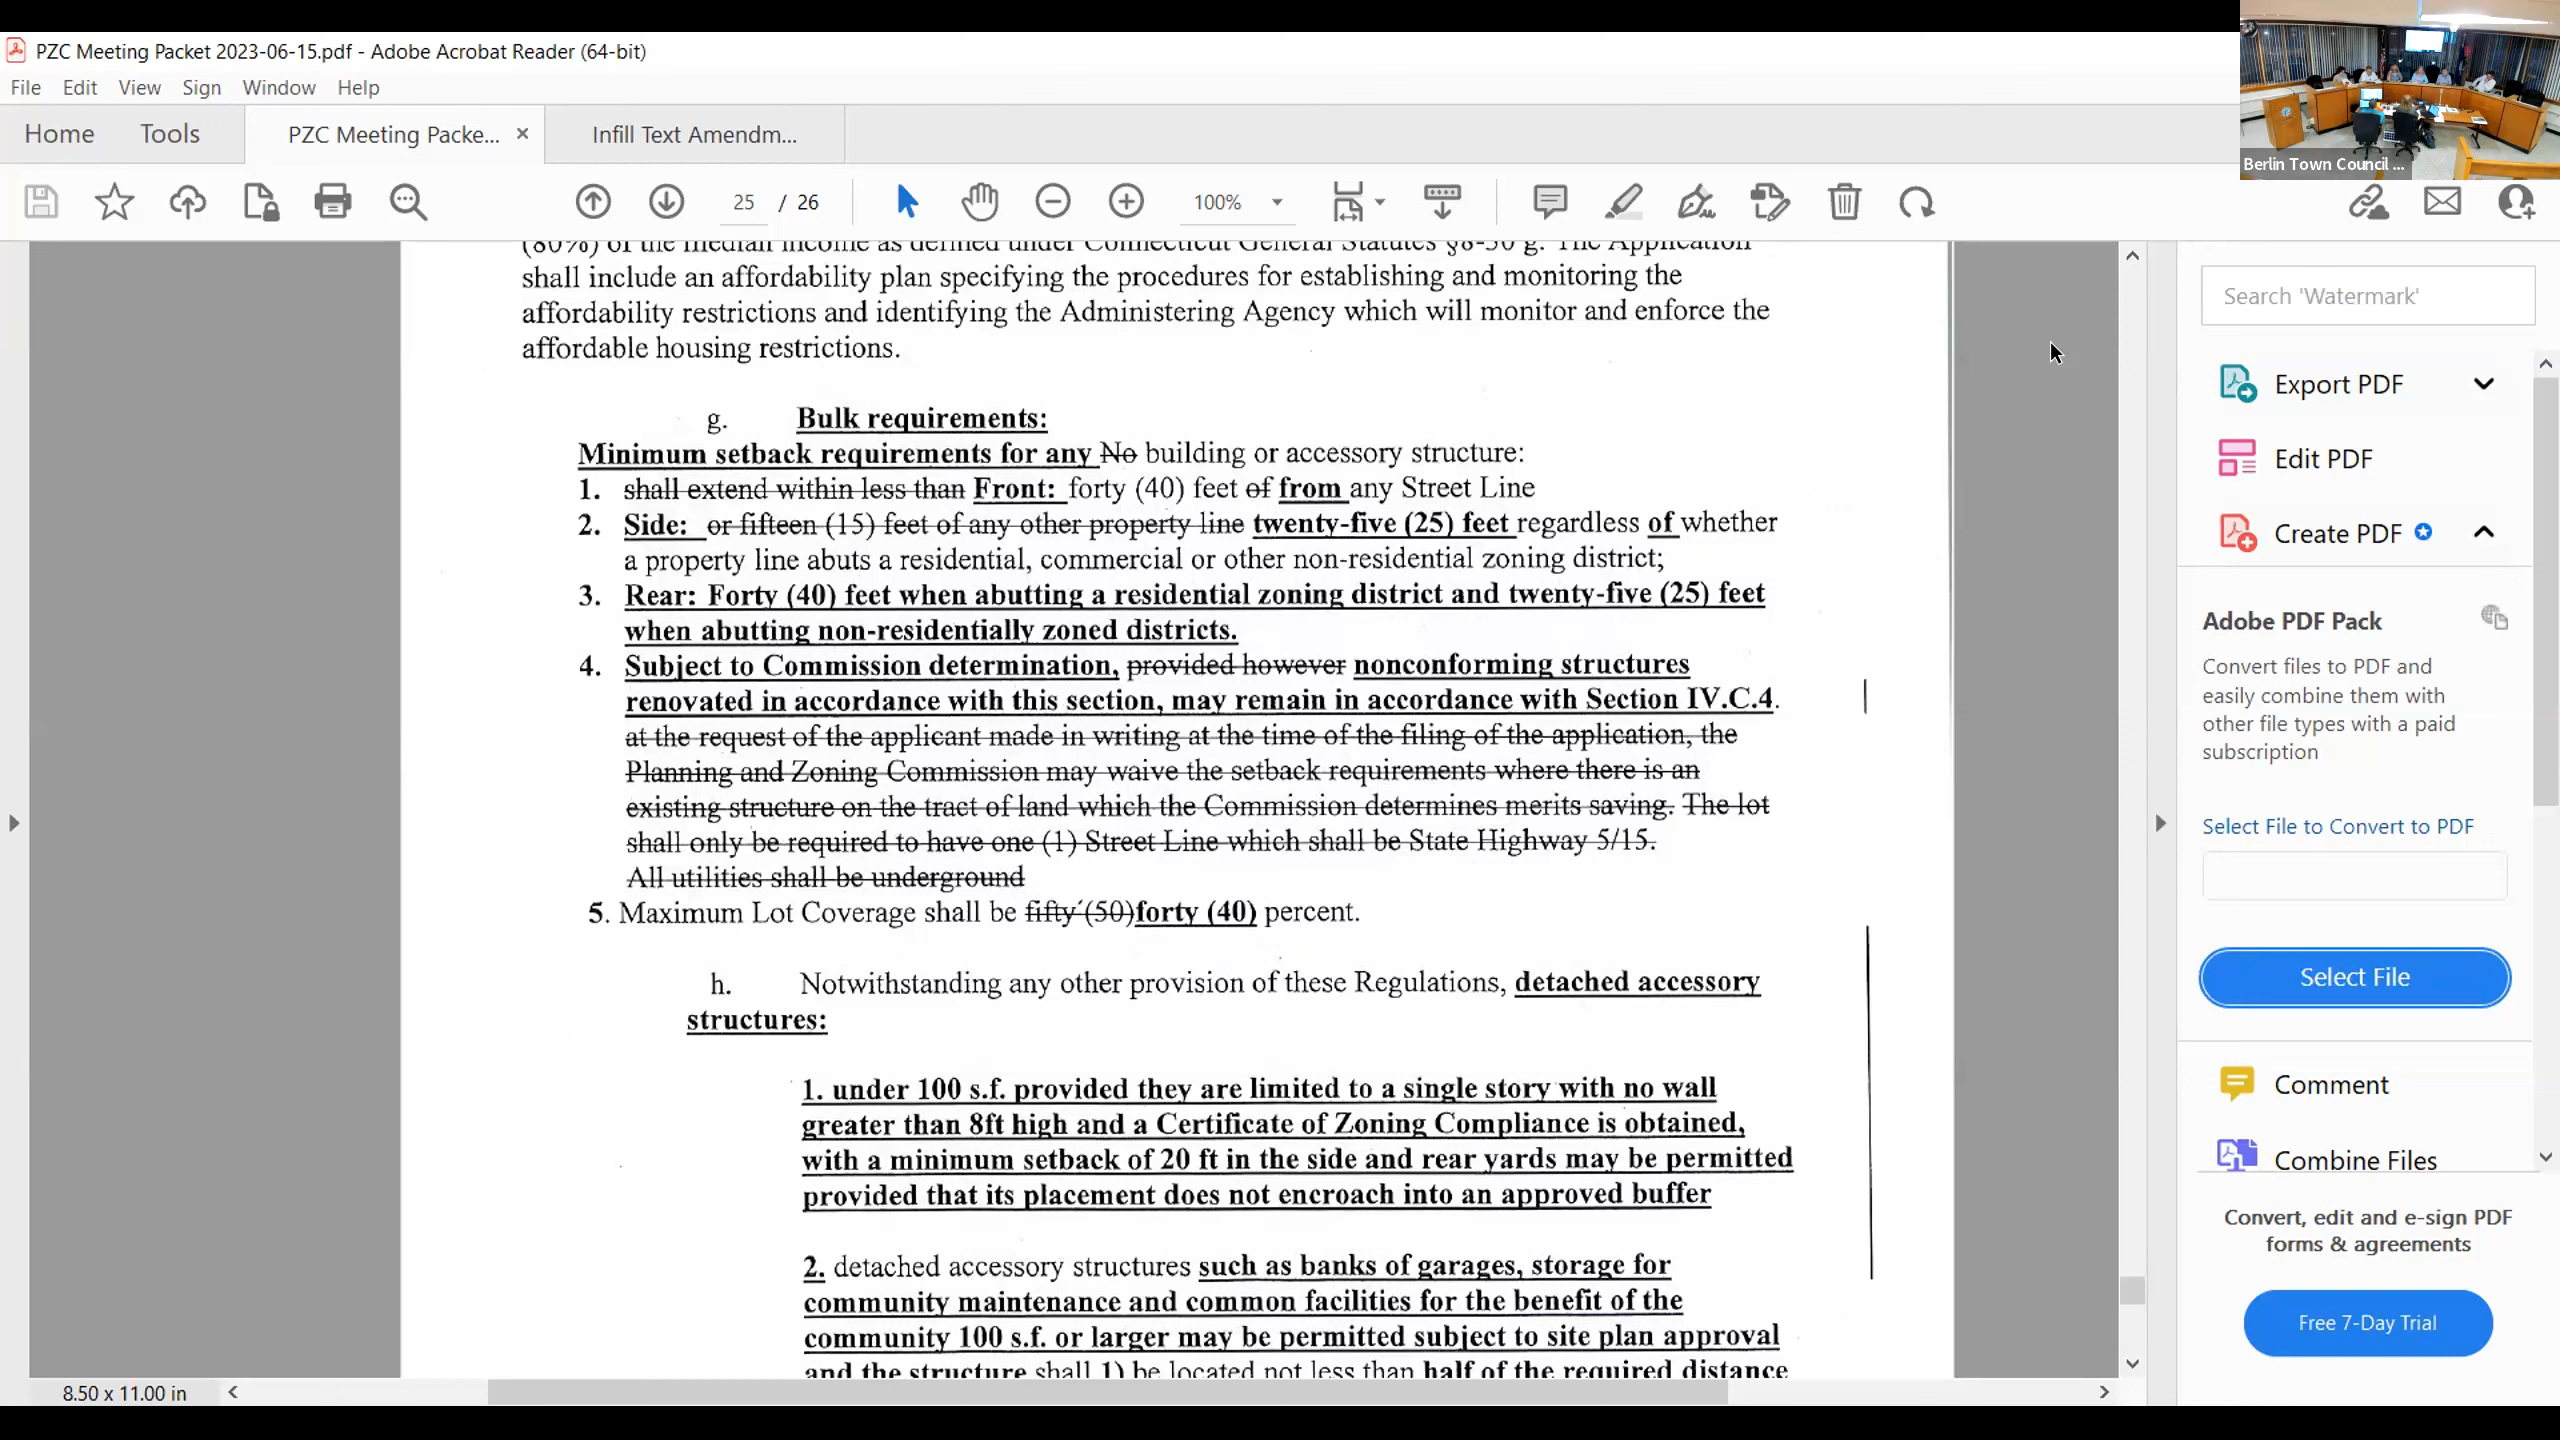 PZC Meeting Packet 2023-06-15.pdf - Adobe Acrobat Reader (64-bit)
File Edit View Sign Window Help
Home Tools PZC Meeting Packe... × Infill Text Amendm...
Berlin Town Council ...
25 / 26 100%
(80%) of the median income as defined under Connecticut General Statutes §8-30 g. The Application
shall include an affordability plan specifying the procedures for establishing and monitoring the
affordability restrictions and identifying the Administering Agency which will monitor and enforce the
affordable housing restrictions.
g. Bulk requirements:
Minimum setback requirements for any No building or accessory structure:
1. shall extend within less than Front: forty (40) feet of from any Street Line
2. Side: or fifteen (15) feet of any other property line twenty-five (25) feet regardless of whether
a property line abuts a residential, commercial or other non-residential zoning district;
3. Rear: Forty (40) feet when abutting a residential zoning district and twenty-five (25) feet
when abutting non-residentially zoned districts.
4. Subject to Commission determination, provided however nonconforming structures
renovated in accordance with this section, may remain in accordance with Section IV.C.4.
at the request of the applicant made in writing at the time of the filing of the application, the
Planning and Zoning Commission may waive the setback requirements where there is an
existing structure on the tract of land which the Commission determines merits saving. The lot
shall only be required to have one (1) Street Line which shall be State Highway 5/15.
All utilities shall be underground
5. Maximum Lot Coverage shall be fifty (50)forty (40) percent.
h. Notwithstanding any other provision of these Regulations, detached accessory
structures:
1. under 100 s.f. provided they are limited to a single story with no wall
greater than 8ft high and a Certificate of Zoning Compliance is obtained,
with a minimum setback of 20 ft in the side and rear yards may be permitted
provided that its placement does not encroach into an approved buffer
2. detached accessory structures such as banks of garages, storage for
community maintenance and common facilities for the benefit of the
community 100 s.f. or larger may be permitted subject to site plan approval
and the structure shall 1) be located not less than half of the required distance
8.50 x 11.00 in
Search 'Watermark'
Export PDF
Edit PDF
Create PDF
Adobe PDF Pack
Convert files to PDF and
easily combine them with
other file types with a paid
subscription
Select File to Convert to PDF
Select File
Comment
Combine Files
Convert, edit and e-sign PDF
forms & agreements
Free 7-Day Trial